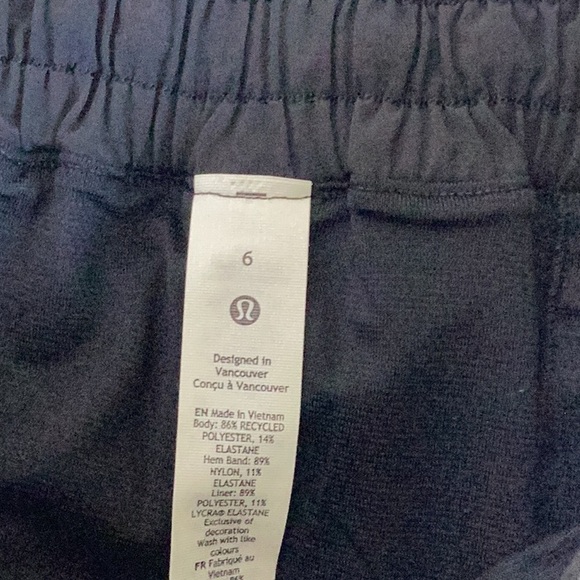 6
Designed in
Vancouver
Conçu à Vancouver
EN Made in Vietnam
Body: 86% RECYCLED
POLYESTER, 14%
ELASTANE
Hem Band: 89%
NYLON, 11%
ELASTANE
Liner: 89%
POLYESTER, 11%
LYCRA® ELASTANE
Exclusive of
decoration
Wash with like
colours
FR Fabriqué au
Vietnam
86%